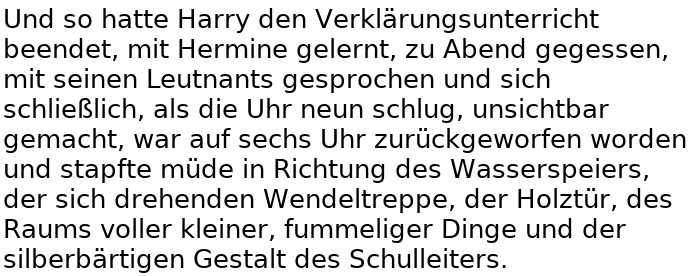 Und so hatte Harry den Verklärungsunterricht
beendet, mit Hermine gelernt, zu Abend gegessen,
mit seinen Leutnants gesprochen und sich
schließlich, als die Uhr neun schlug, unsichtbar
gemacht, war auf sechs Uhr zurückgeworfen worden
und stapfte müde in Richtung des Wasserspeiers,
der sich drehenden Wendeltreppe, der Holztür, des
Raums voller kleiner, fummeliger Dinge und der
silberbärtigen Gestalt des Schulleiters.